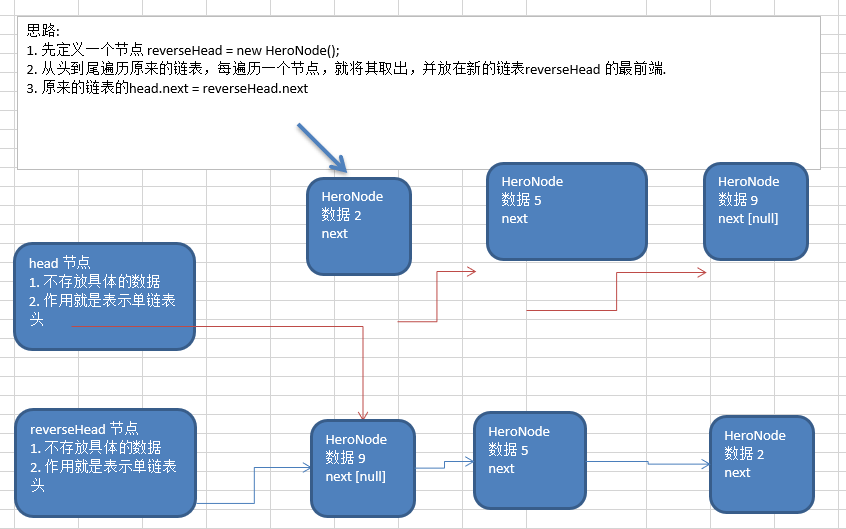 思路:
1. 先定义一个节点 reverseHead = new HeroNode();
2. 从头到尾遍历原来的链表，每遍历一个节点，就将其取出，并放在新的链表reverseHead 的最前端.
3. 原来的链表的head.next = reverseHead.next
HeroNode
数据 2
next
HeroNode
数据 5
next
HeroNode
数据 9
next [null]
head 节点
1. 不存放具体的数据
2. 作用就是表示单链表
头
reverseHead 节点
1. 不存放具体的数据
2. 作用就是表示单链表
头
HeroNode
数据 9
next [null]
HeroNode
数据 5
next
HeroNode
数据 2
next